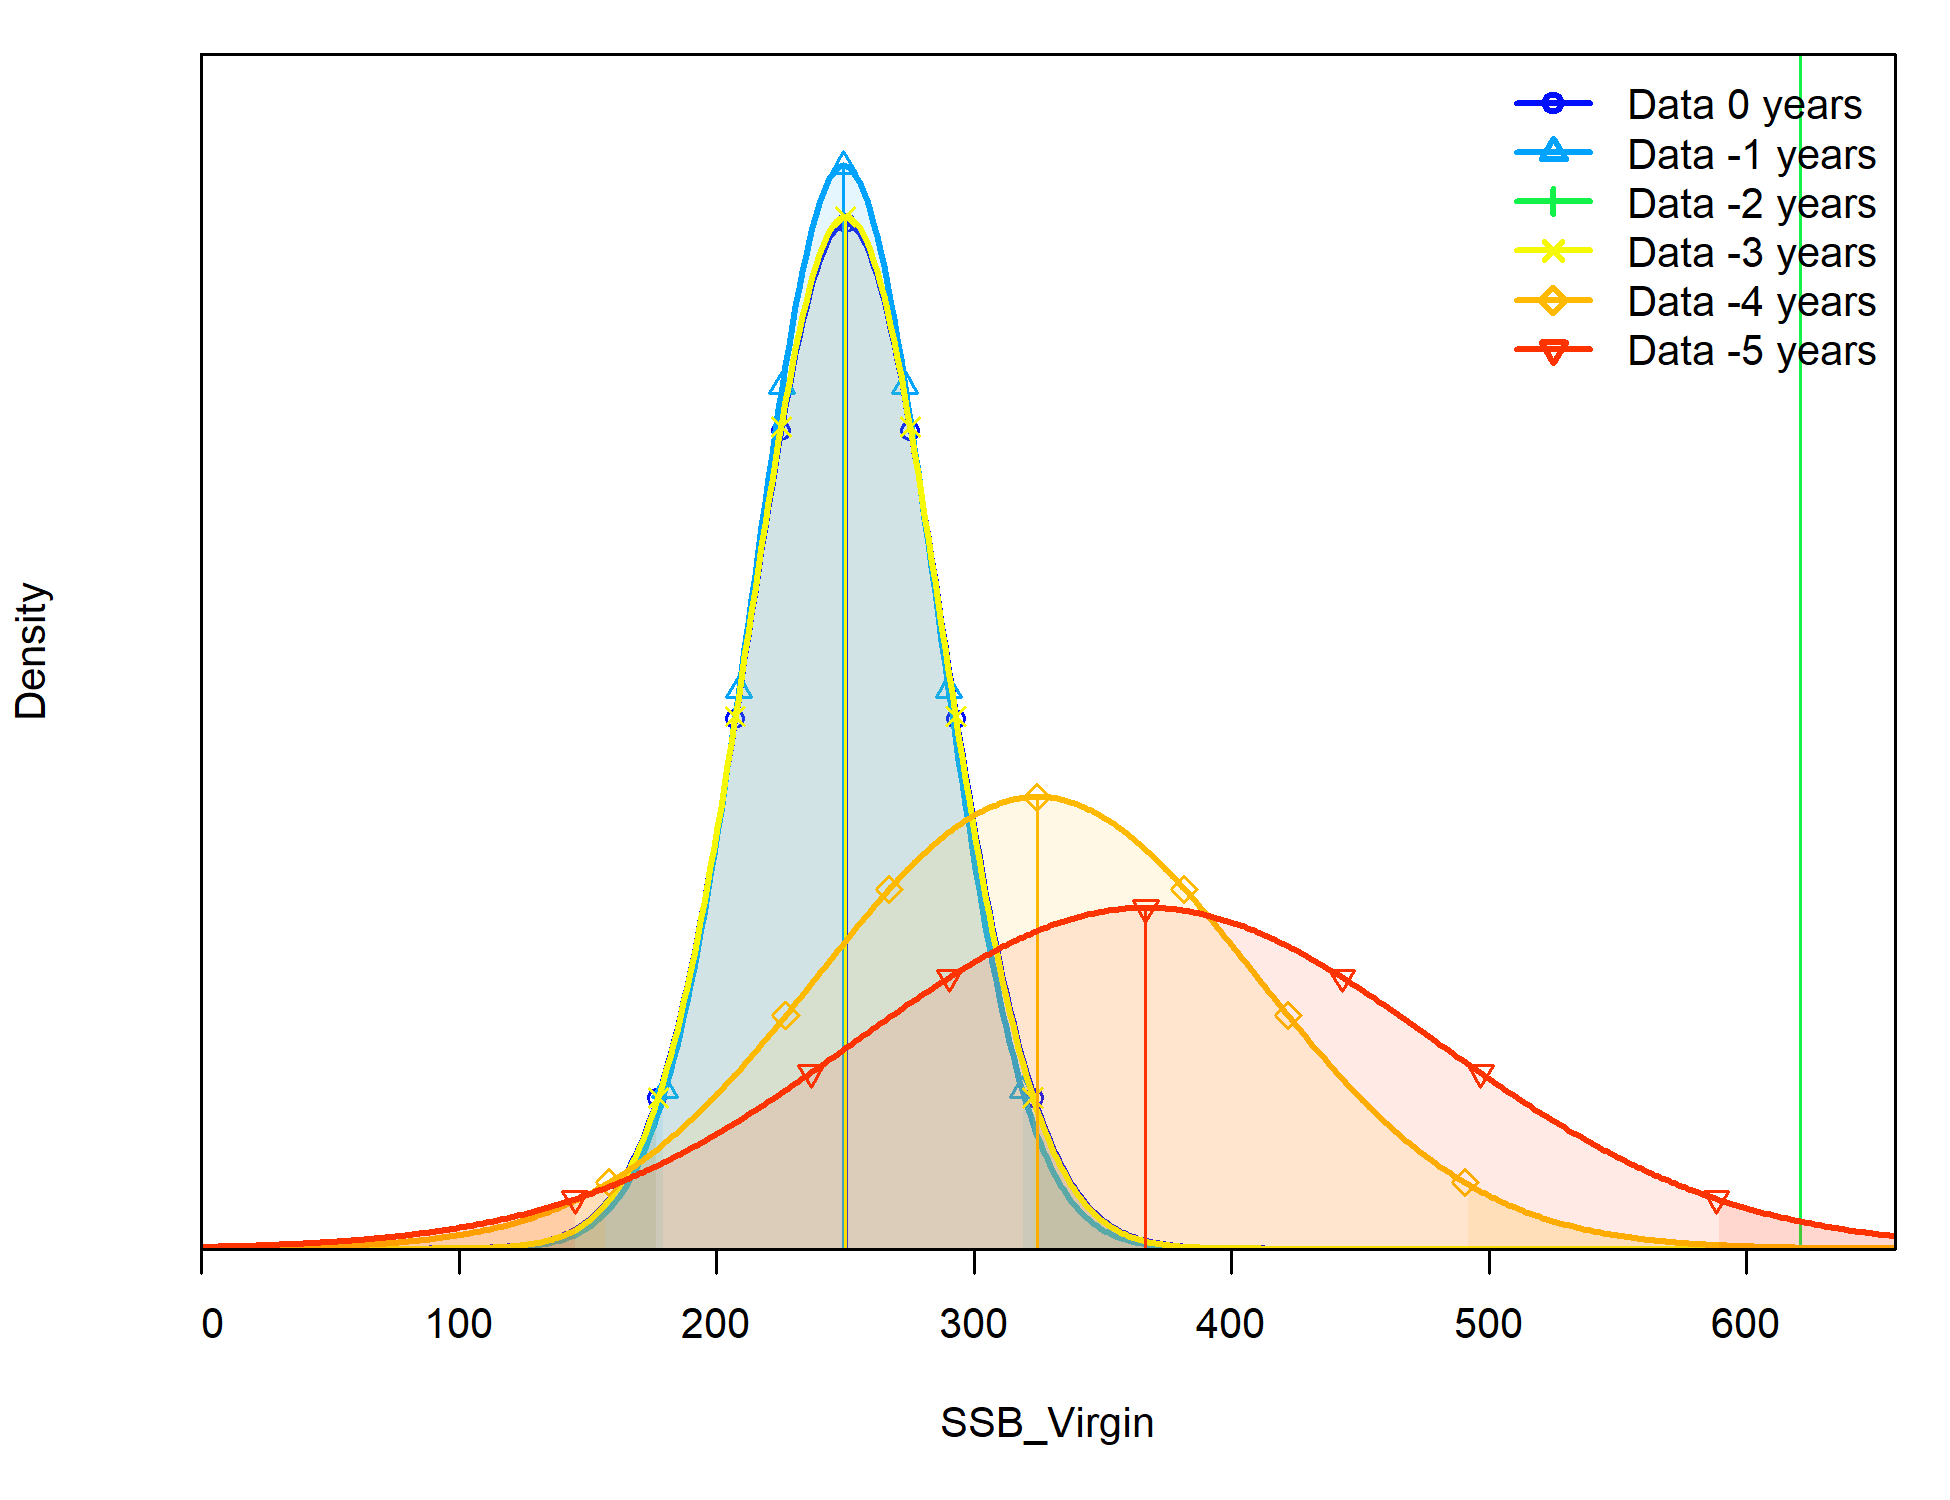 Data 0 years
Data -1 years
Data -2 years
Data -3 years
Data -4 years
Data -5 years
Density
0 100 200 300 400 500 600
SSB_Virgin